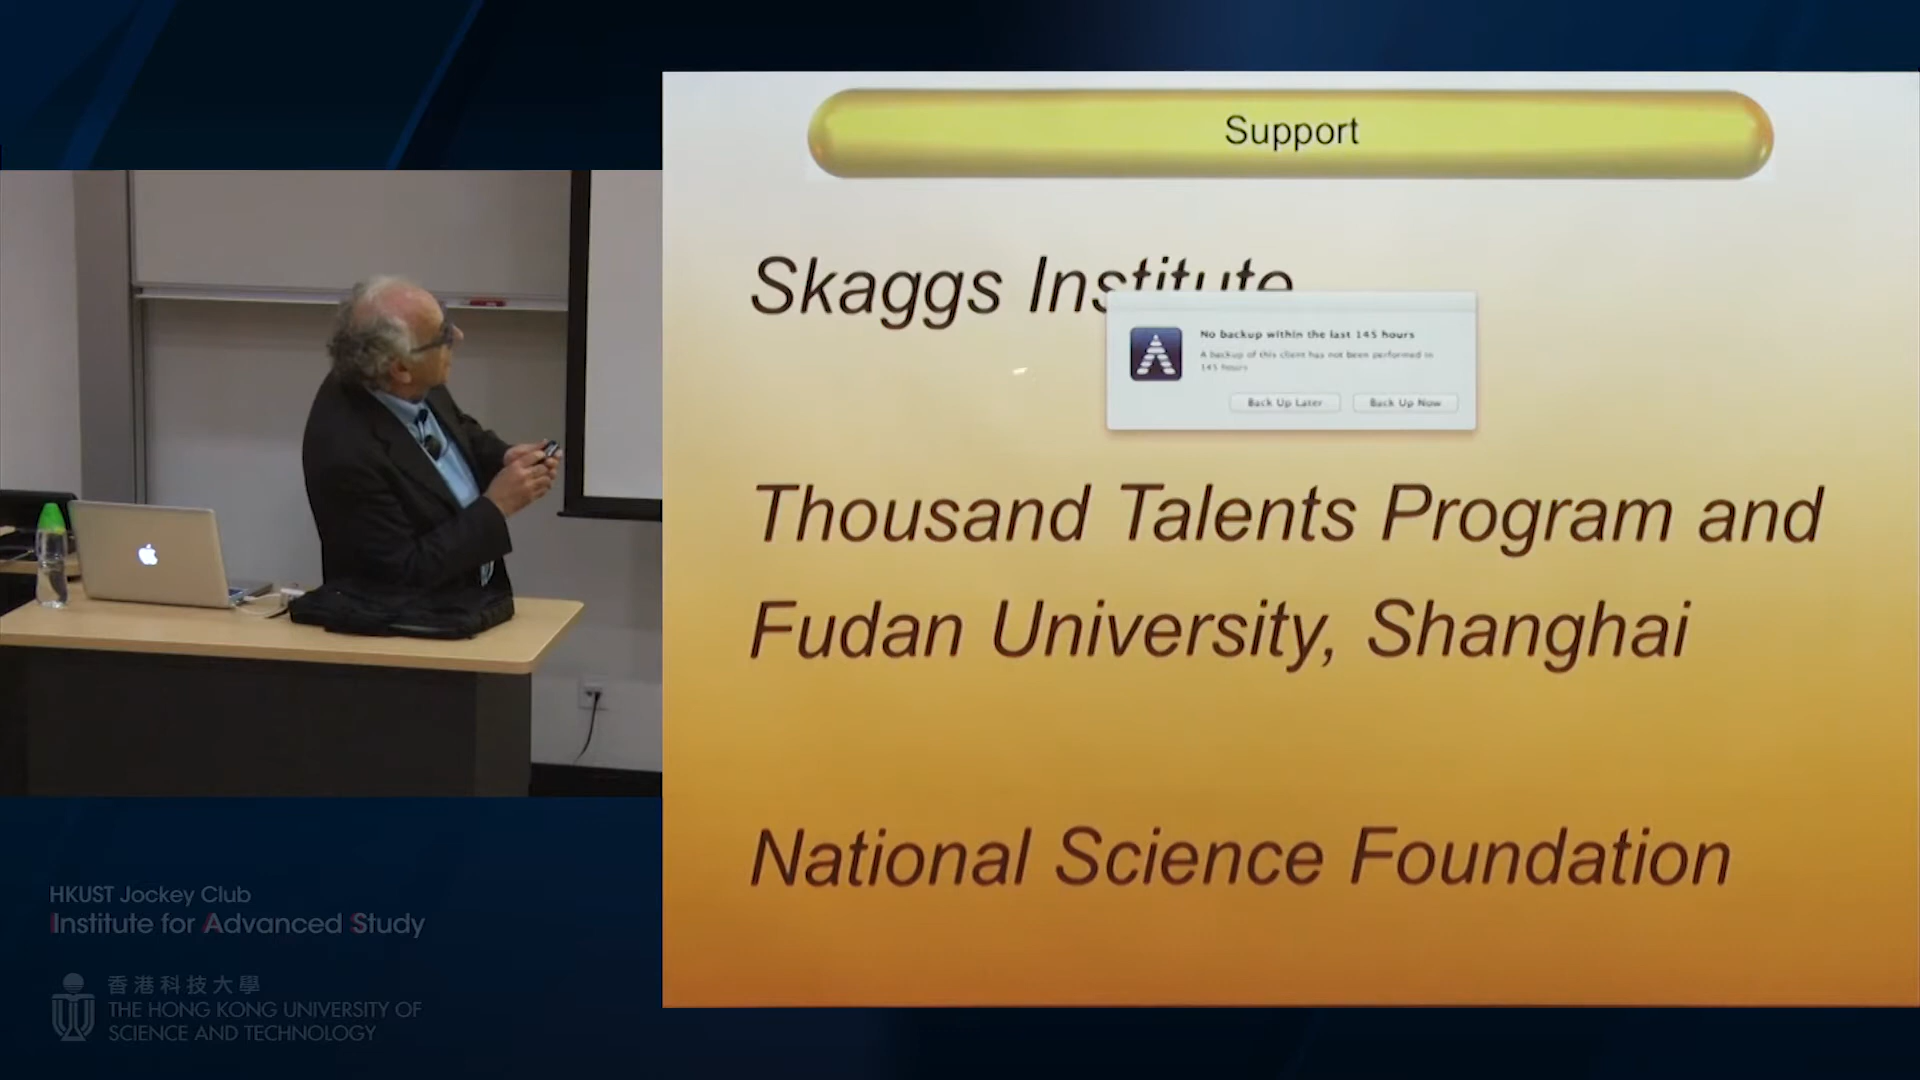 Support
Skaggs Institute
No backup within the last 145 hours
A backup of this client has not been performed in
145 hours
Back Up Later
Back Up Now
Thousand Talents Program and
Fudan University, Shanghai
National Science Foundation
HKUST Jockey Club
Institute for Advanced Study
香港科技大學
THE HONG KONG UNIVERSITY OF
SCIENCE AND TECHNOLOGY